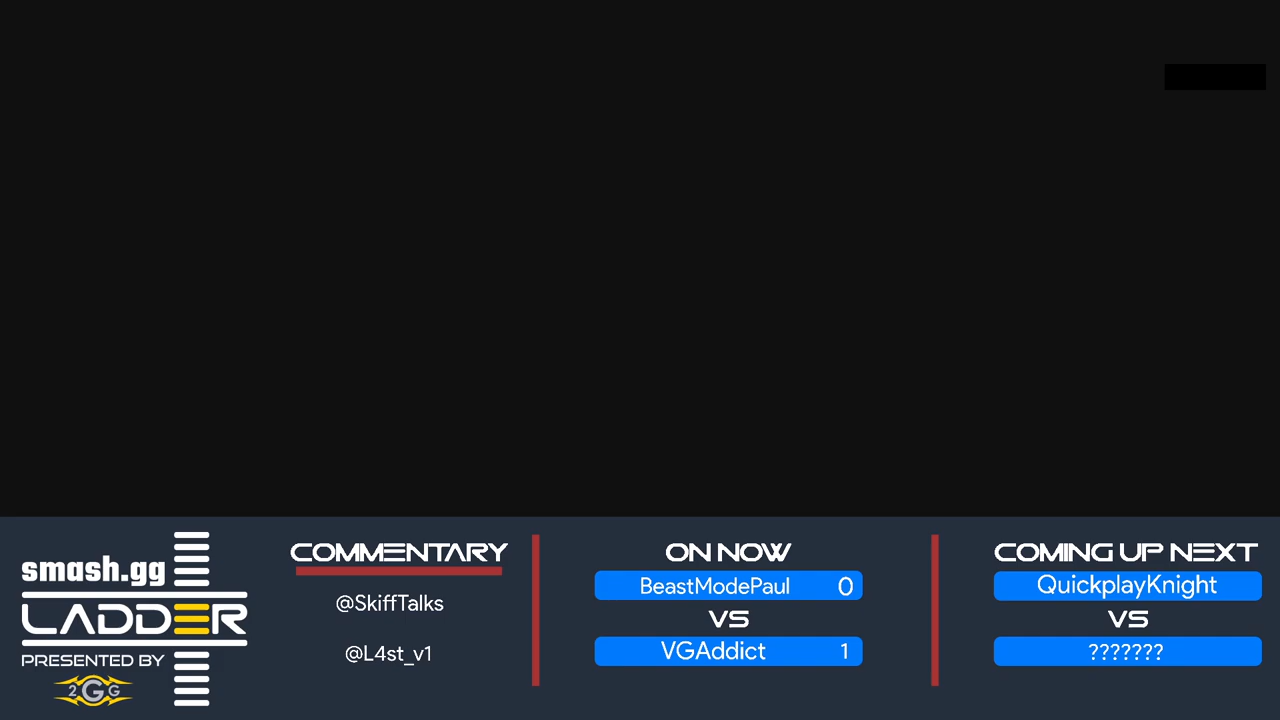 smash.gg
LADDER
PRESENTED BY
2GG
COMMENTARY
@SkiffTalks
@L4st_v1
ON NOW
BeastModePaul 0
VS
VGAddict 1
COMING UP NEXT
QuickplayKnight
VS
???????